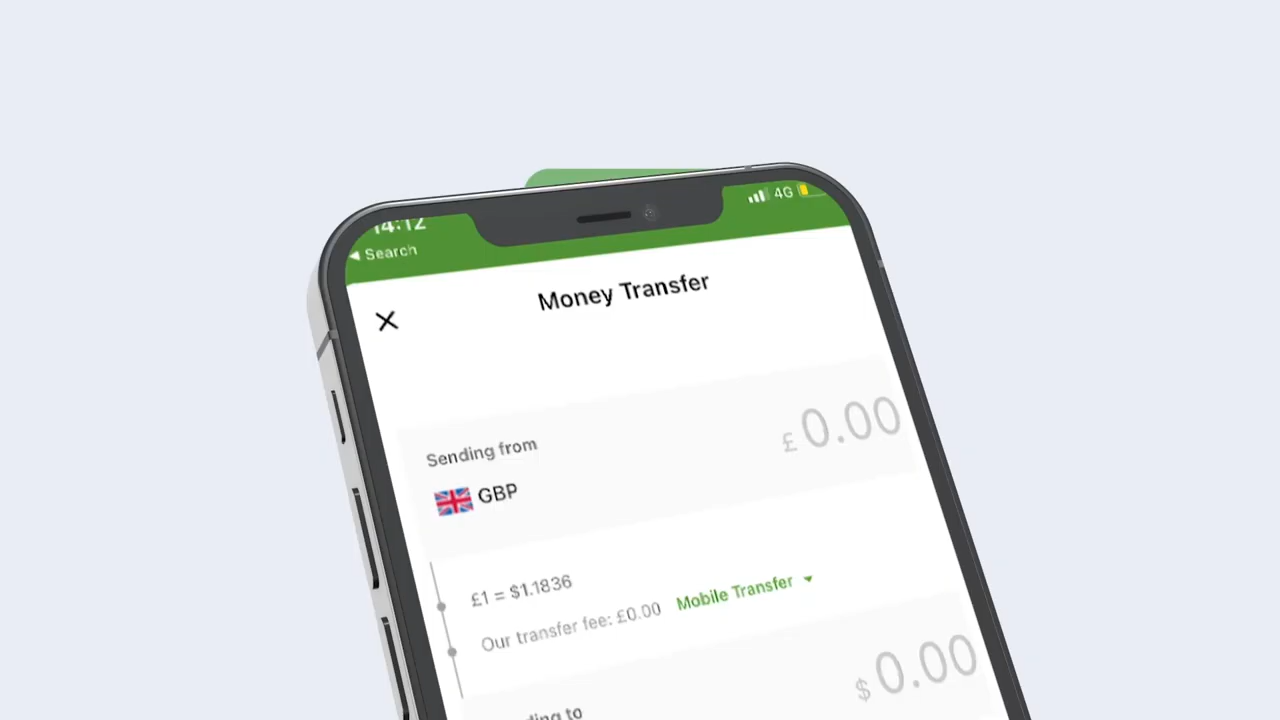 14:12
4G
◀ Search
Money Transfer
Sending from
£ 0.00
GBP
£1 = $1.1836
Our transfer fee: £0.00 Mobile Transfer
$ 0.00
to